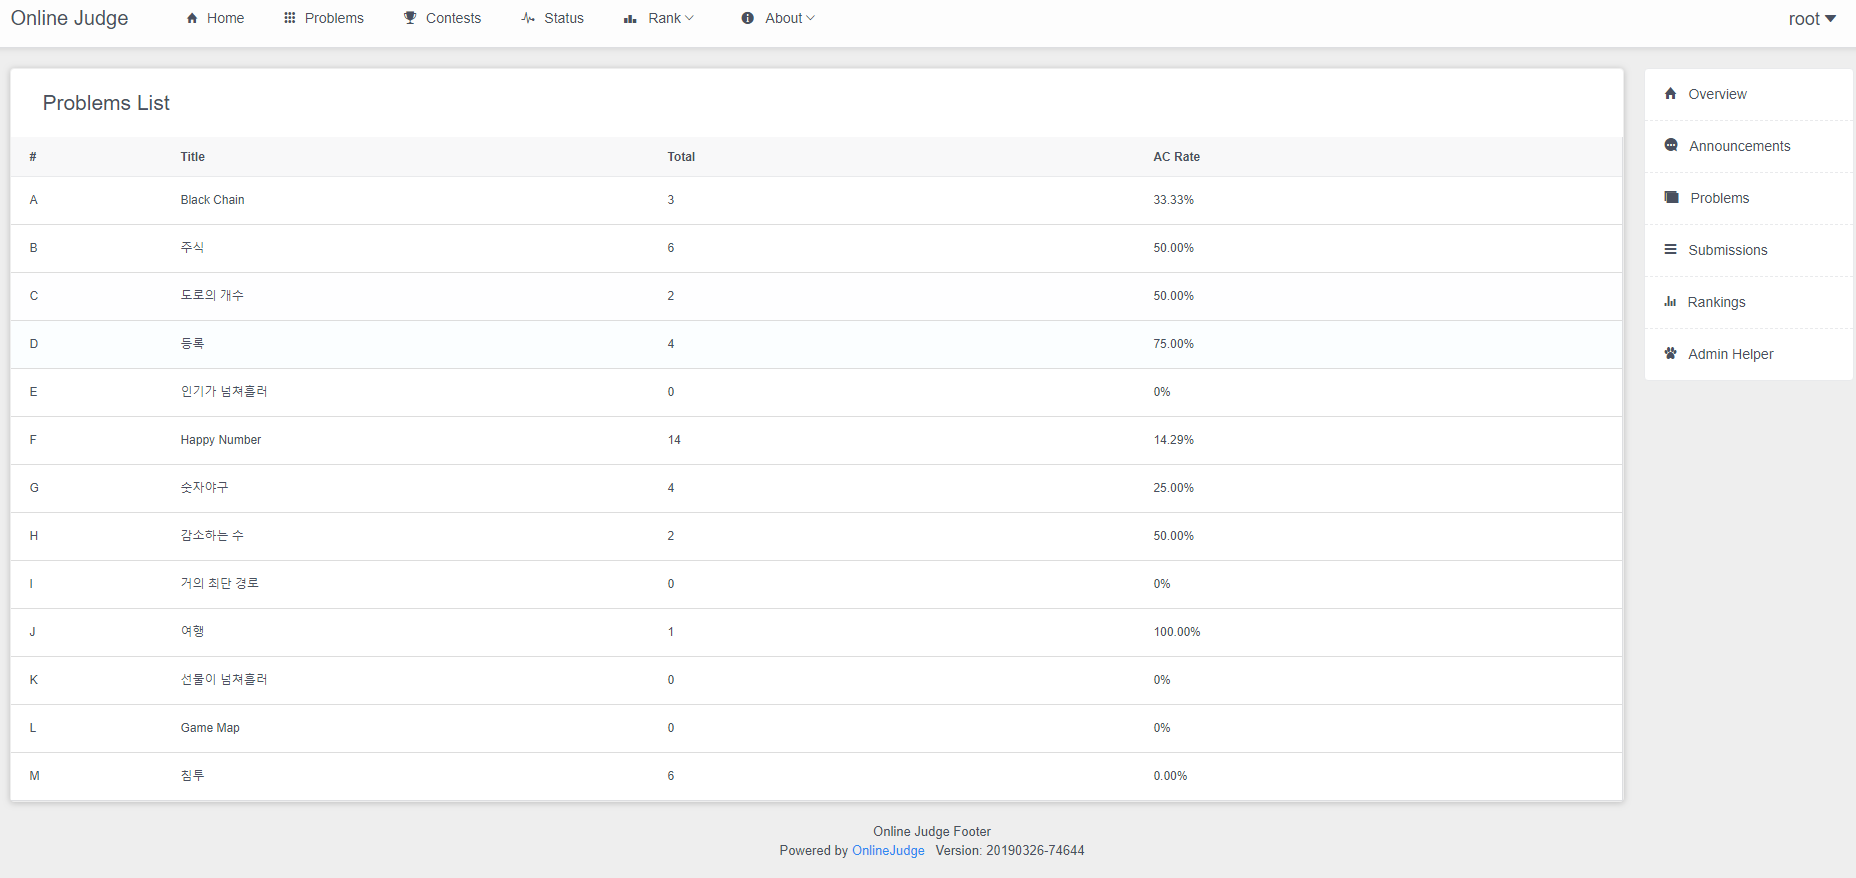 Online Judge Home Problems Contests Status Rank About root
Problems List
# Title Total AC Rate
A Black Chain 3 33.33%
B 주식 6 50.00%
C 도로의 개수 2 50.00%
D 등록 4 75.00%
E 인기가 넘쳐흘러 0 0%
F Happy Number 14 14.29%
G 숫자야구 4 25.00%
H 감소하는 수 2 50.00%
I 거의 최단 경로 0 0%
J 여행 1 100.00%
K 선물이 넘쳐흘러 0 0%
L Game Map 0 0%
M 침투 6 0.00%
Overview
Announcements
Problems
Submissions
Rankings
Admin Helper
Online Judge Footer
Powered by OnlineJudge Version: 20190326-74644